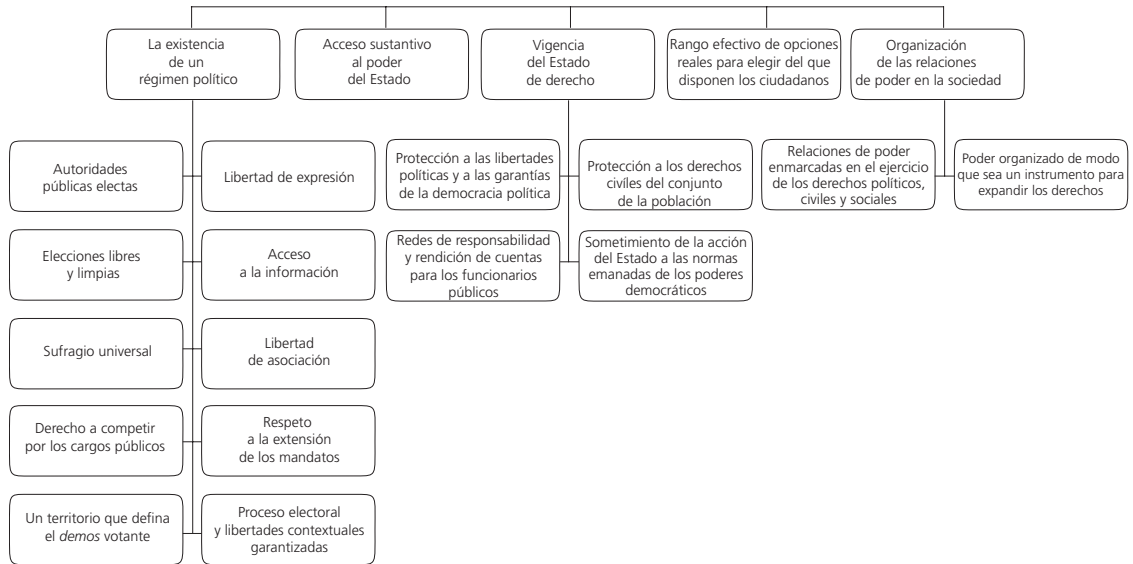 La existencia
de un
régimen político
Acceso sustantivo
al poder
del Estado
Vigencia
del Estado
de derecho
Rango efectivo de opciones
reales para elegir del que
disponen los ciudadanos
Organización
de las relaciones
de poder en la sociedad
Autoridades
públicas electas
Libertad de expresión
Protección a las libertades
políticas y a las garantías
de la democracia política
Protección a los derechos
civíles del conjunto
de la población
Relaciones de poder
enmarcadas en el ejercicio
de los derechos políticos,
civiles y sociales
Poder organizado de modo
que sea un instrumento para
expandir los derechos
Elecciones libres
y limpias
Acceso
a la información
Redes de responsabilidad
y rendición de cuentas
para los funcionarios
públicos
Sometimiento de la acción
del Estado a las normas
emanadas de los poderes
democráticos
Sufragio universal
Libertad
de asociación
Derecho a competir
por los cargos públicos
Respeto
a la extensión
de los mandatos
Un territorio que defina
el demos votante
Proceso electoral
y libertades contextuales
garantizadas